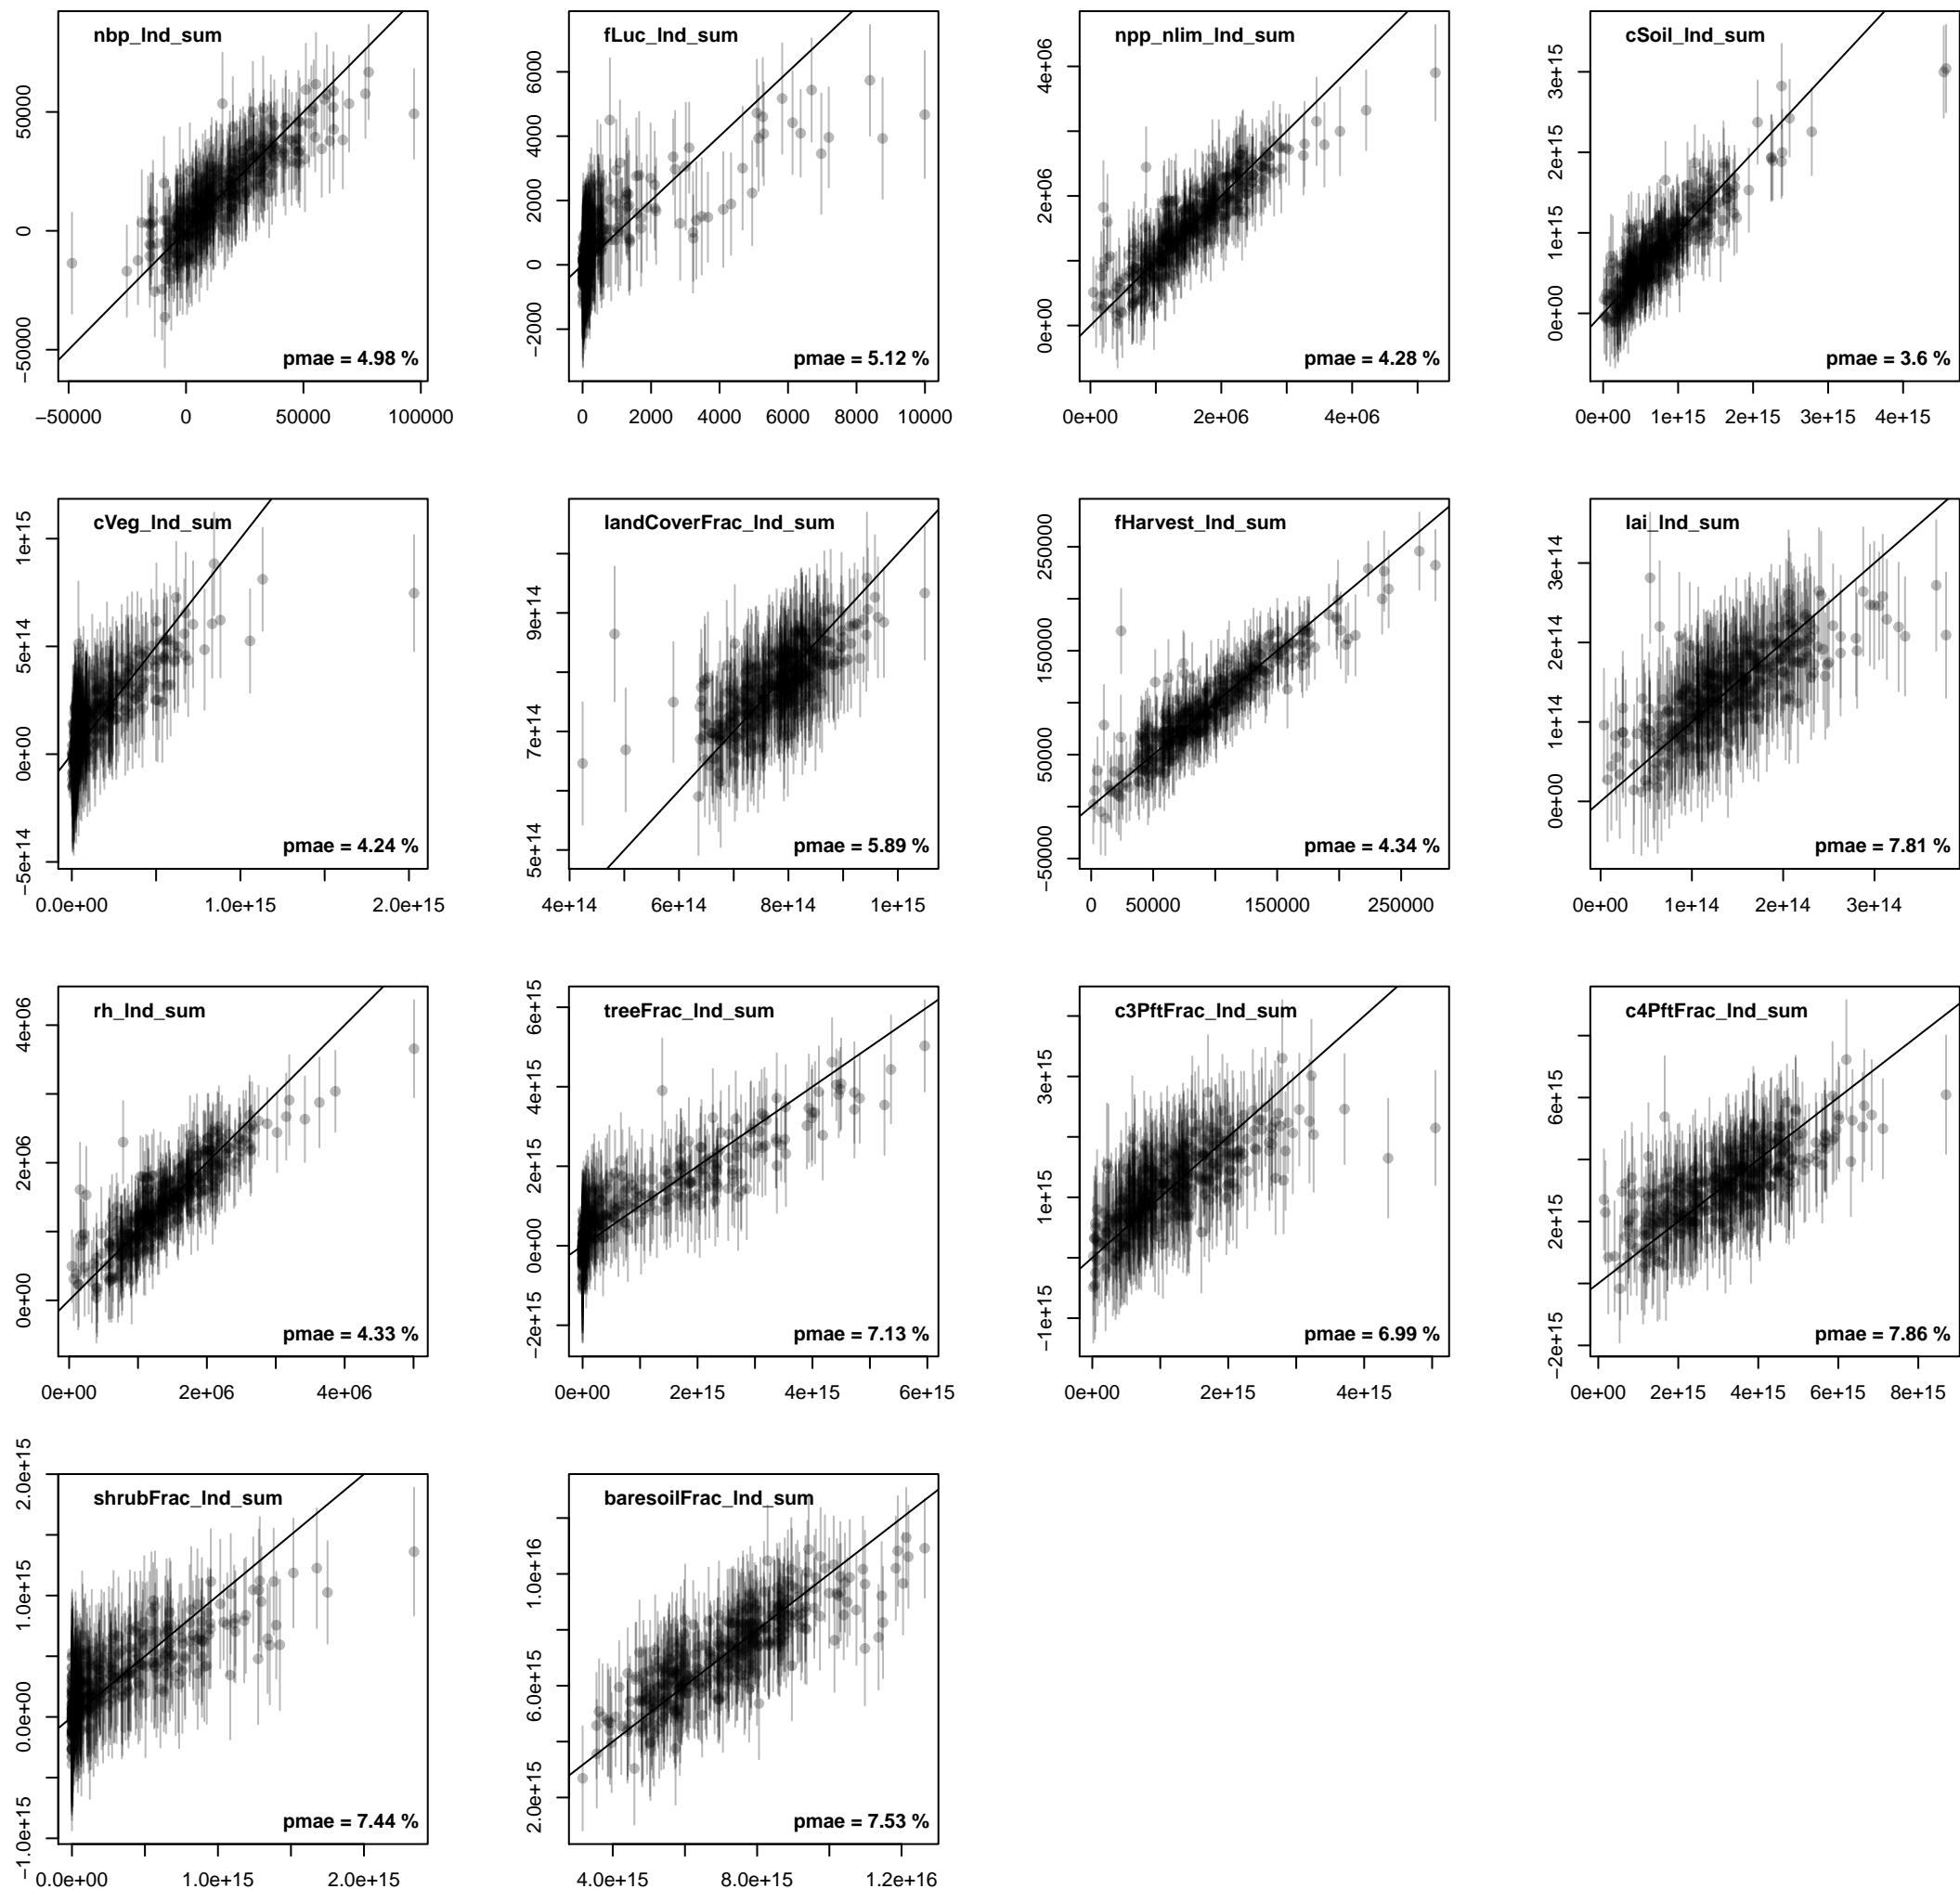 nbp_lnd_sum
50000
0
−50000
pmae = 4.98 %
−50000 0 50000 100000
fLuc_lnd_sum
6000
4000
2000
0
−2000
pmae = 5.12 %
0 2000 4000 6000 8000 10000
npp_nlim_lnd_sum
4e+06
2e+06
0e+00
pmae = 4.28 %
0e+00 2e+06 4e+06
cSoil_lnd_sum
3e+15
2e+15
1e+15
0e+00
pmae = 3.6 %
0e+00 1e+15 2e+15 3e+15 4e+15
cVeg_lnd_sum
1e+15
5e+14
0e+00
−5e+14
pmae = 4.24 %
0.0e+00 1.0e+15 2.0e+15
landCoverFrac_lnd_sum
9e+14
7e+14
5e+14
pmae = 5.89 %
4e+14 6e+14 8e+14 1e+15
fHarvest_lnd_sum
250000
150000
50000
−50000
pmae = 4.34 %
0 50000 150000 250000
lai_lnd_sum
3e+14
2e+14
1e+14
0e+00
pmae = 7.81 %
0e+00 1e+14 2e+14 3e+14
rh_lnd_sum
4e+06
2e+06
0e+00
pmae = 4.33 %
0e+00 2e+06 4e+06
treeFrac_lnd_sum
6e+15
4e+15
2e+15
0e+00
−2e+15
pmae = 7.13 %
0e+00 2e+15 4e+15 6e+15
c3PftFrac_lnd_sum
3e+15
1e+15
−1e+15
pmae = 6.99 %
0e+00 2e+15 4e+15
c4PftFrac_lnd_sum
6e+15
2e+15
−2e+15
pmae = 7.86 %
0e+00 2e+15 4e+15 6e+15 8e+15
shrubFrac_lnd_sum
2.0e+15
1.0e+15
0.0e+00
−1.0e+15
pmae = 7.44 %
0.0e+00 1.0e+15 2.0e+15
baresoilFrac_lnd_sum
1.0e+16
6.0e+15
2.0e+15
pmae = 7.53 %
4.0e+15 8.0e+15 1.2e+16